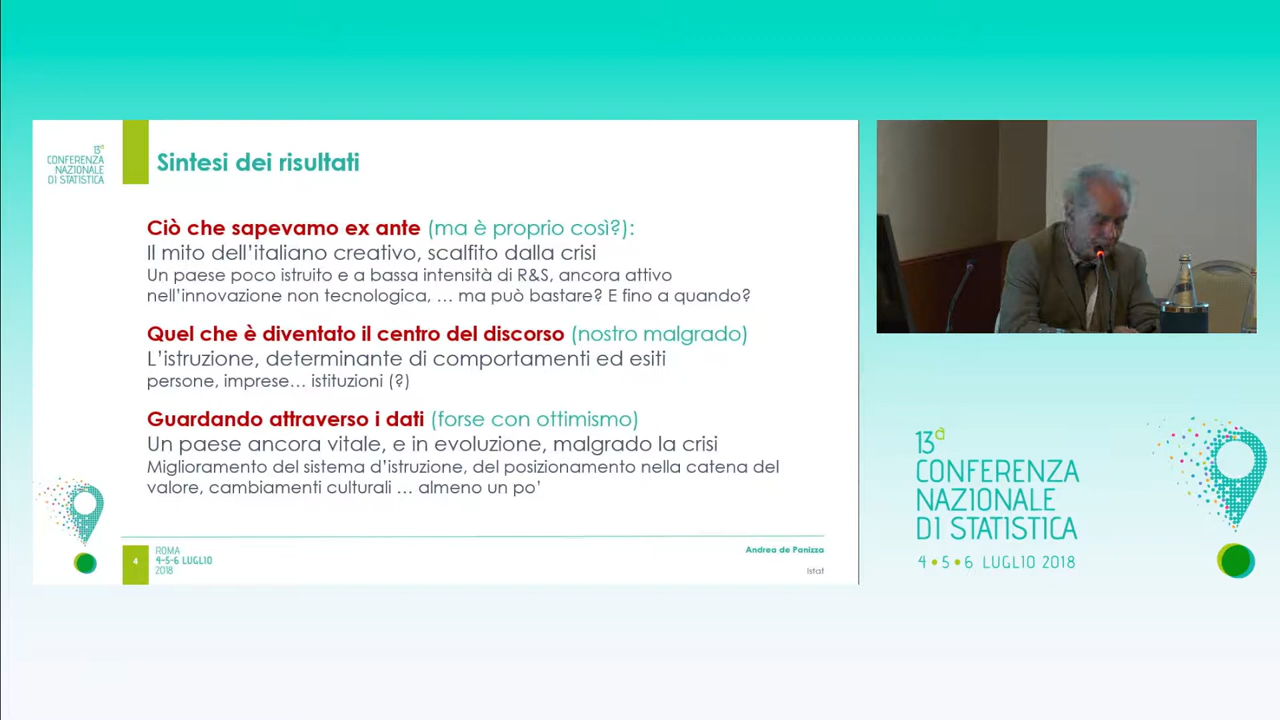 13a
CONFERENZA
NAZIONALE
DI STATISTICA
Sintesi dei risultati
Ciò che sapevamo ex ante (ma è proprio così?):
Il mito dell’italiano creativo, scalfito dalla crisi
Un paese poco istruito e a bassa intensità di R&S, ancora attivo
nell’innovazione non tecnologica, … ma può bastare? E fino a quando?
Quel che è diventato il centro del discorso (nostro malgrado)
L’istruzione, determinante di comportamenti ed esiti
persone, imprese… istituzioni (?)
Guardando attraverso i dati (forse con ottimismo)
Un paese ancora vitale, e in evoluzione, malgrado la crisi
Miglioramento del sistema d’istruzione, del posizionamento nella catena del
valore, cambiamenti culturali … almeno un po’
4
ROMA
4-5-6 LUGLIO
2018
Andrea de Panizza
Istat
13a
CONFERENZA
NAZIONALE
DI STATISTICA
4 • 5 • 6 LUGLIO 2018